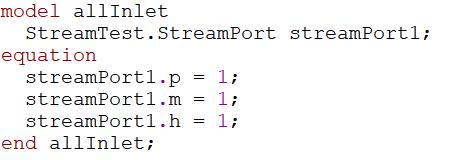 model allInlet
StreamTest.StreamPort streamPort1;
equation
streamPort1.p = 1;
streamPort1.m = 1;
streamPort1.h = 1;
end allInlet;